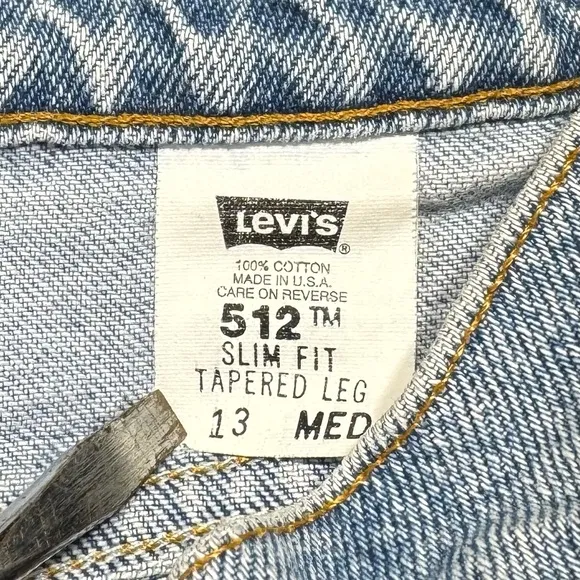 Levi's ®
100% COTTON
MADE IN U.S.A.
CARE ON REVERSE
512™
SLIM FIT
TAPERED LEG
13 MED